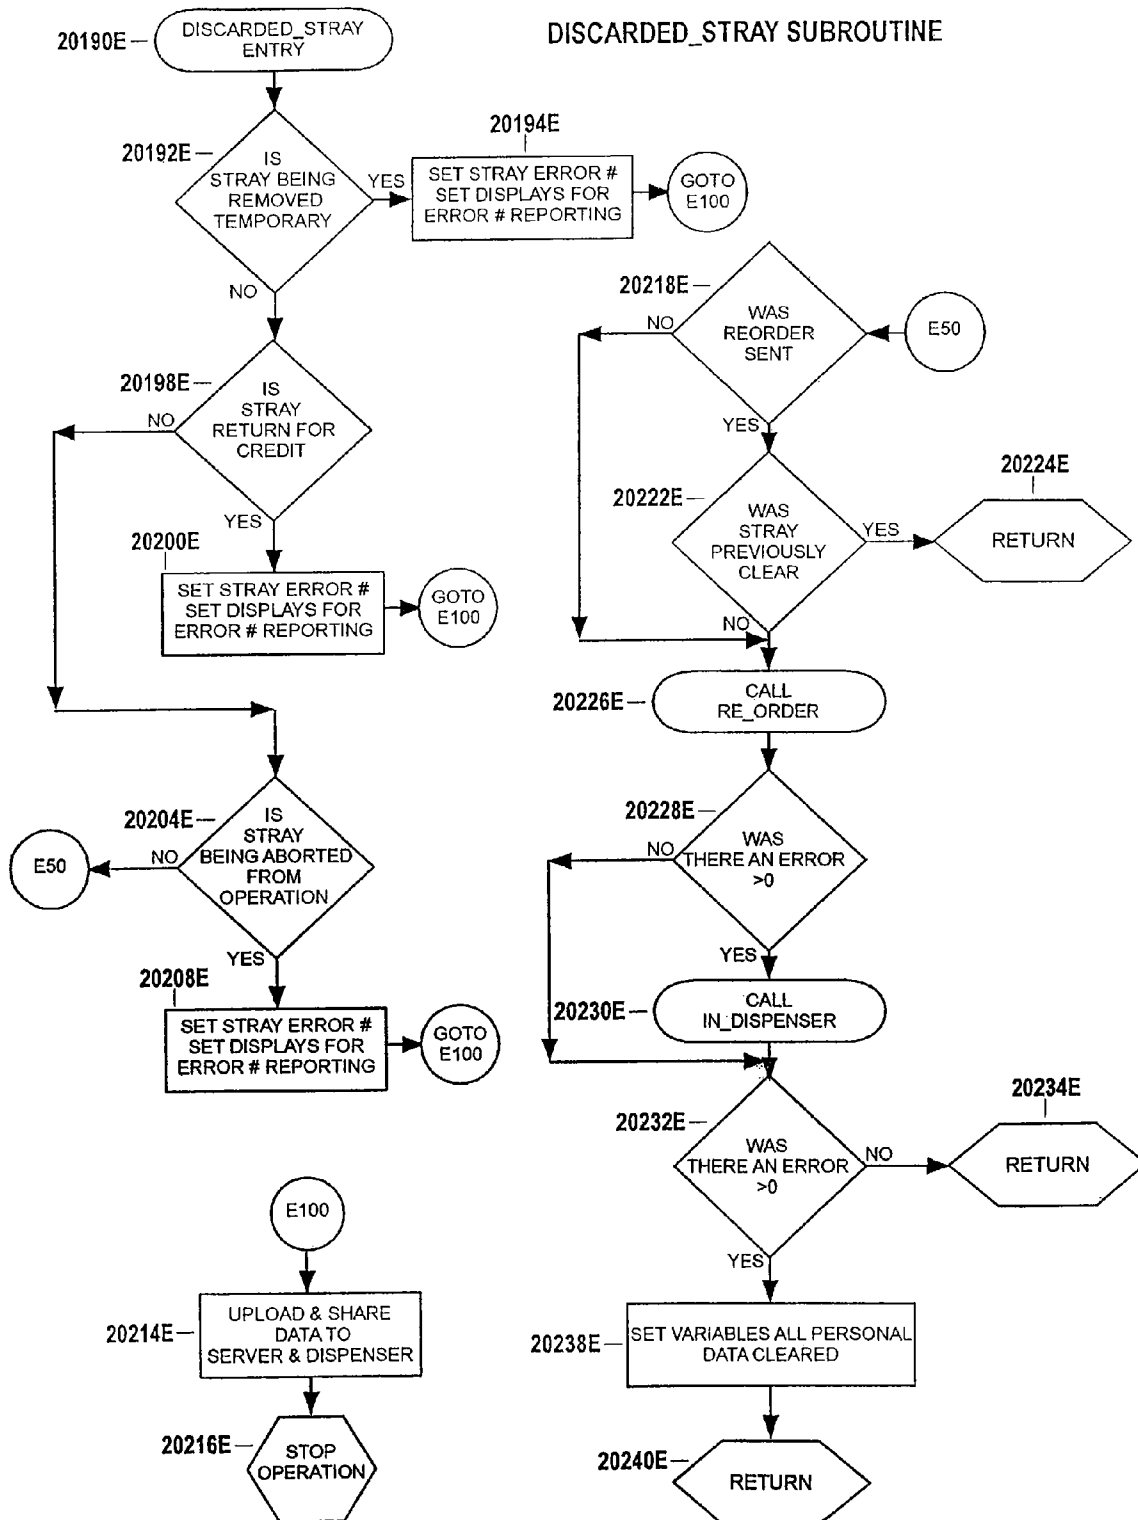 DISCARDED_STRAY SUBROUTINE
20190E
DISCARDED_STRAY
ENTRY
20192E
IS
STRAY BEING
REMOVED
TEMPORARY
YES
NO
20194E
SET STRAY ERROR #
SET DISPLAYS FOR
ERROR # REPORTING
GOTO
E100
20198E
IS
STRAY
RETURN FOR
CREDIT
NO
YES
20200E
SET STRAY ERROR #
SET DISPLAYS FOR
ERROR # REPORTING
GOTO
E100
20204E
IS
STRAY
BEING ABORTED
FROM
OPERATION
NO
E50
YES
20208E
SET STRAY ERROR #
SET DISPLAYS FOR
ERROR # REPORTING
GOTO
E100
E100
20214E
UPLOAD & SHARE
DATA TO
SERVER & DISPENSER
20216E
STOP
OPERATION
20218E
WAS
REORDER
SENT
E50
NO
YES
20222E
WAS
STRAY
PREVIOUSLY
CLEAR
YES
20224E
RETURN
NO
20226E
CALL
RE_ORDER
20228E
WAS
THERE AN ERROR
>0
NO
YES
20230E
CALL
IN_DISPENSER
20232E
WAS
THERE AN ERROR
>0
NO
20234E
RETURN
YES
20238E
SET VARIABLES ALL PERSONAL
DATA CLEARED
20240E
RETURN